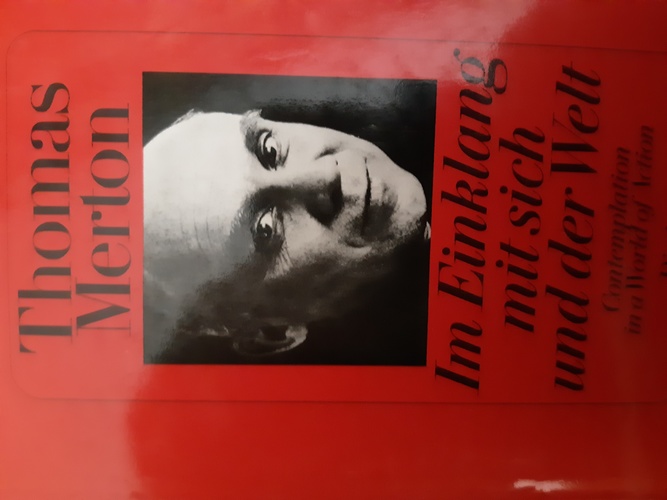 Thomas
Merton
Im Einklang
mit sich
und der Welt
Contemplation
in a World of Action